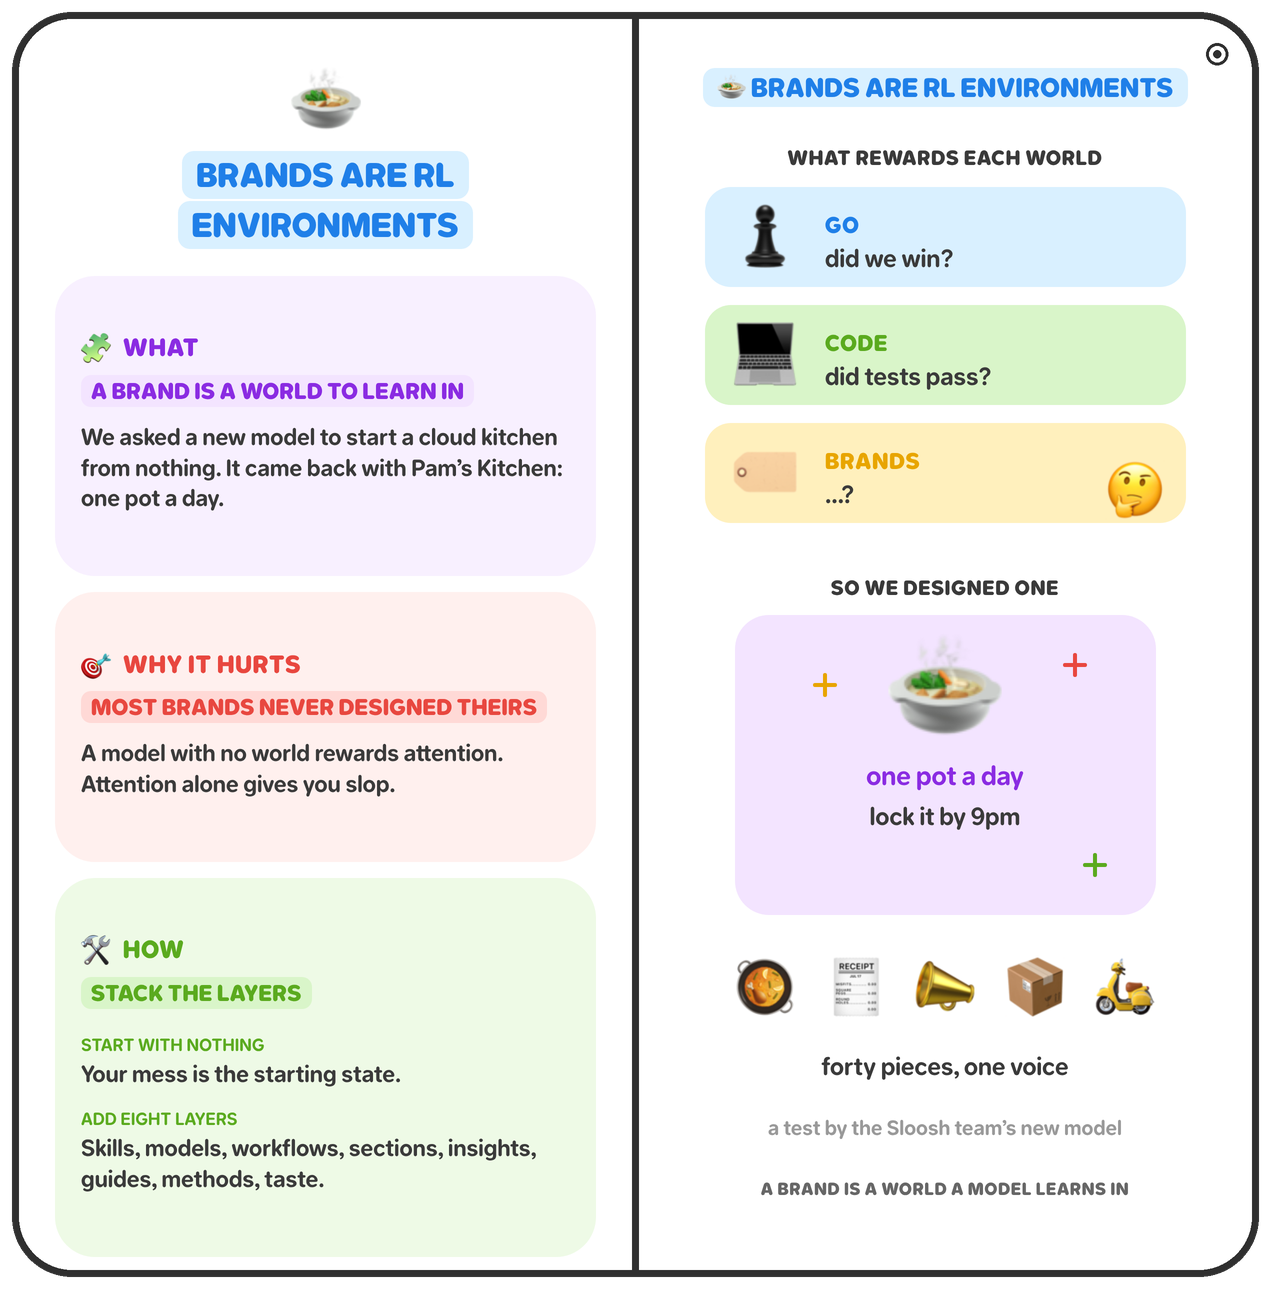 BRANDS ARE RL
ENVIRONMENTS
WHAT
A BRAND IS A WORLD TO LEARN IN
We asked a new model to start a cloud kitchen
from nothing. It came back with Pam’s Kitchen:
one pot a day.
WHY IT HURTS
MOST BRANDS NEVER DESIGNED THEIRS
A model with no world rewards attention.
Attention alone gives you slop.
HOW
STACK THE LAYERS
START WITH NOTHING
Your mess is the starting state.
ADD EIGHT LAYERS
Skills, models, workflows, sections, insights,
guides, methods, taste.
BRANDS ARE RL ENVIRONMENTS
WHAT REWARDS EACH WORLD
GO
did we win?
CODE
did tests pass?
BRANDS
...?
SO WE DESIGNED ONE
one pot a day
lock it by 9pm
RECEIPT
forty pieces, one voice
a test by the Sloosh team’s new model
A BRAND IS A WORLD A MODEL LEARNS IN